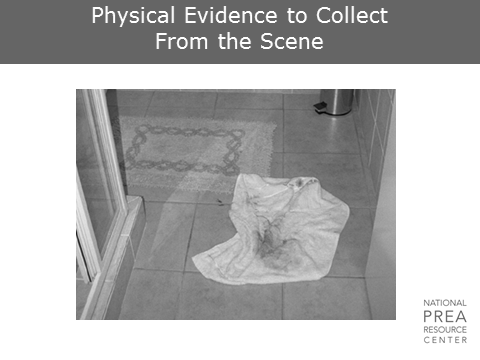 Physical Evidence to Collect
From the Scene
NATIONAL
PREA
RESOURCE
CENTER